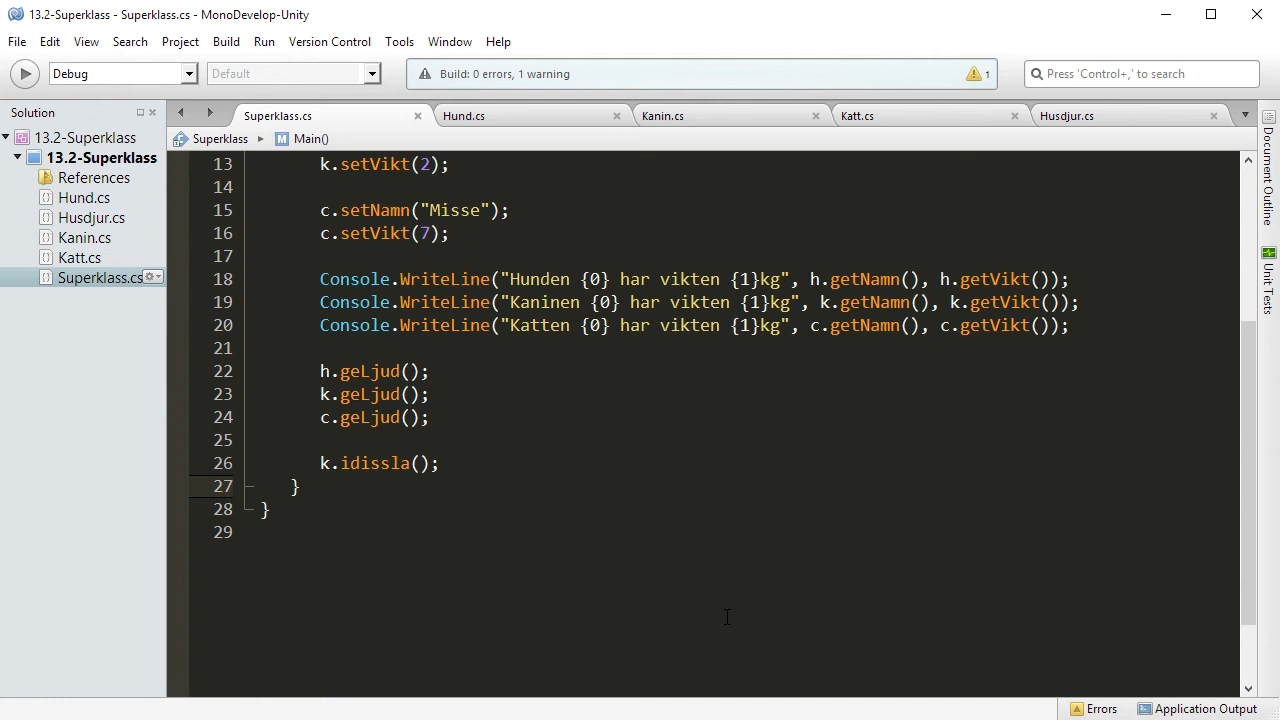 13.2-Superklass - Superklass.cs - MonoDevelop-Unity
File Edit View Search Project Build Run Version Control Tools Window Help
Debug Default Build: 0 errors, 1 warning 1 Press 'Control+,' to search
Solution
Superklass.cs Hund.cs Kanin.cs Katt.cs Husdjur.cs
Superklass Main()
13.2-Superklass
13.2-Superklass
References
Hund.cs
Husdjur.cs
Kanin.cs
Katt.cs
Superklass.cs
13 k.setVikt(2);
14
15 c.setNamn("Misse");
16 c.setVikt(7);
17
18 Console.WriteLine("Hunden {0} har vikten {1}kg", h.getNamn(), h.getVikt());
19 Console.WriteLine("Kaninen {0} har vikten {1}kg", k.getNamn(), k.getVikt());
20 Console.WriteLine("Katten {0} har vikten {1}kg", c.getNamn(), c.getVikt());
21
22 h.geLjud();
23 k.geLjud();
24 c.geLjud();
25
26 k.idissla();
27 }
28 }
29
Document Outline
Unit Tests
Errors Application Output